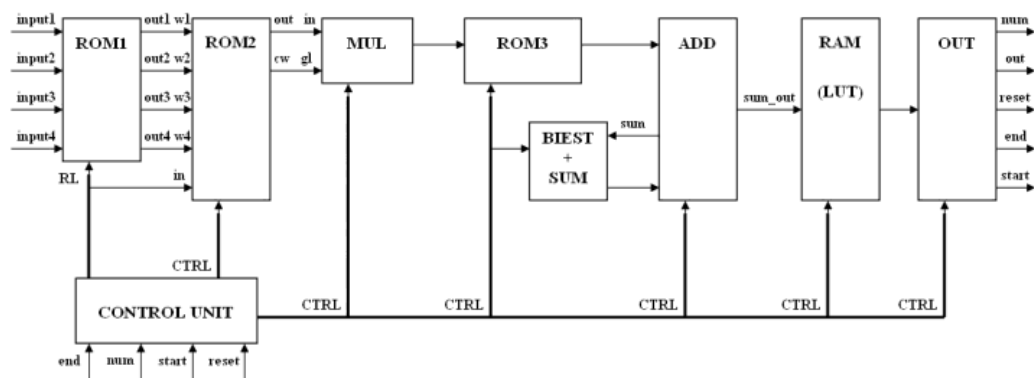 input1
input2
input3
input4
ROM1
out1 w1
out2 w2
out3 w3
out4 w4
RL
in
ROM2
out in
cw gl
MUL
ROM3
BIEST
+
SUM
sum
ADD
sum_out
RAM
(LUT)
OUT
num
out
reset
end
start
CTRL
CONTROL UNIT
CTRL
CTRL
CTRL
CTRL
CTRL
end
num
start
reset